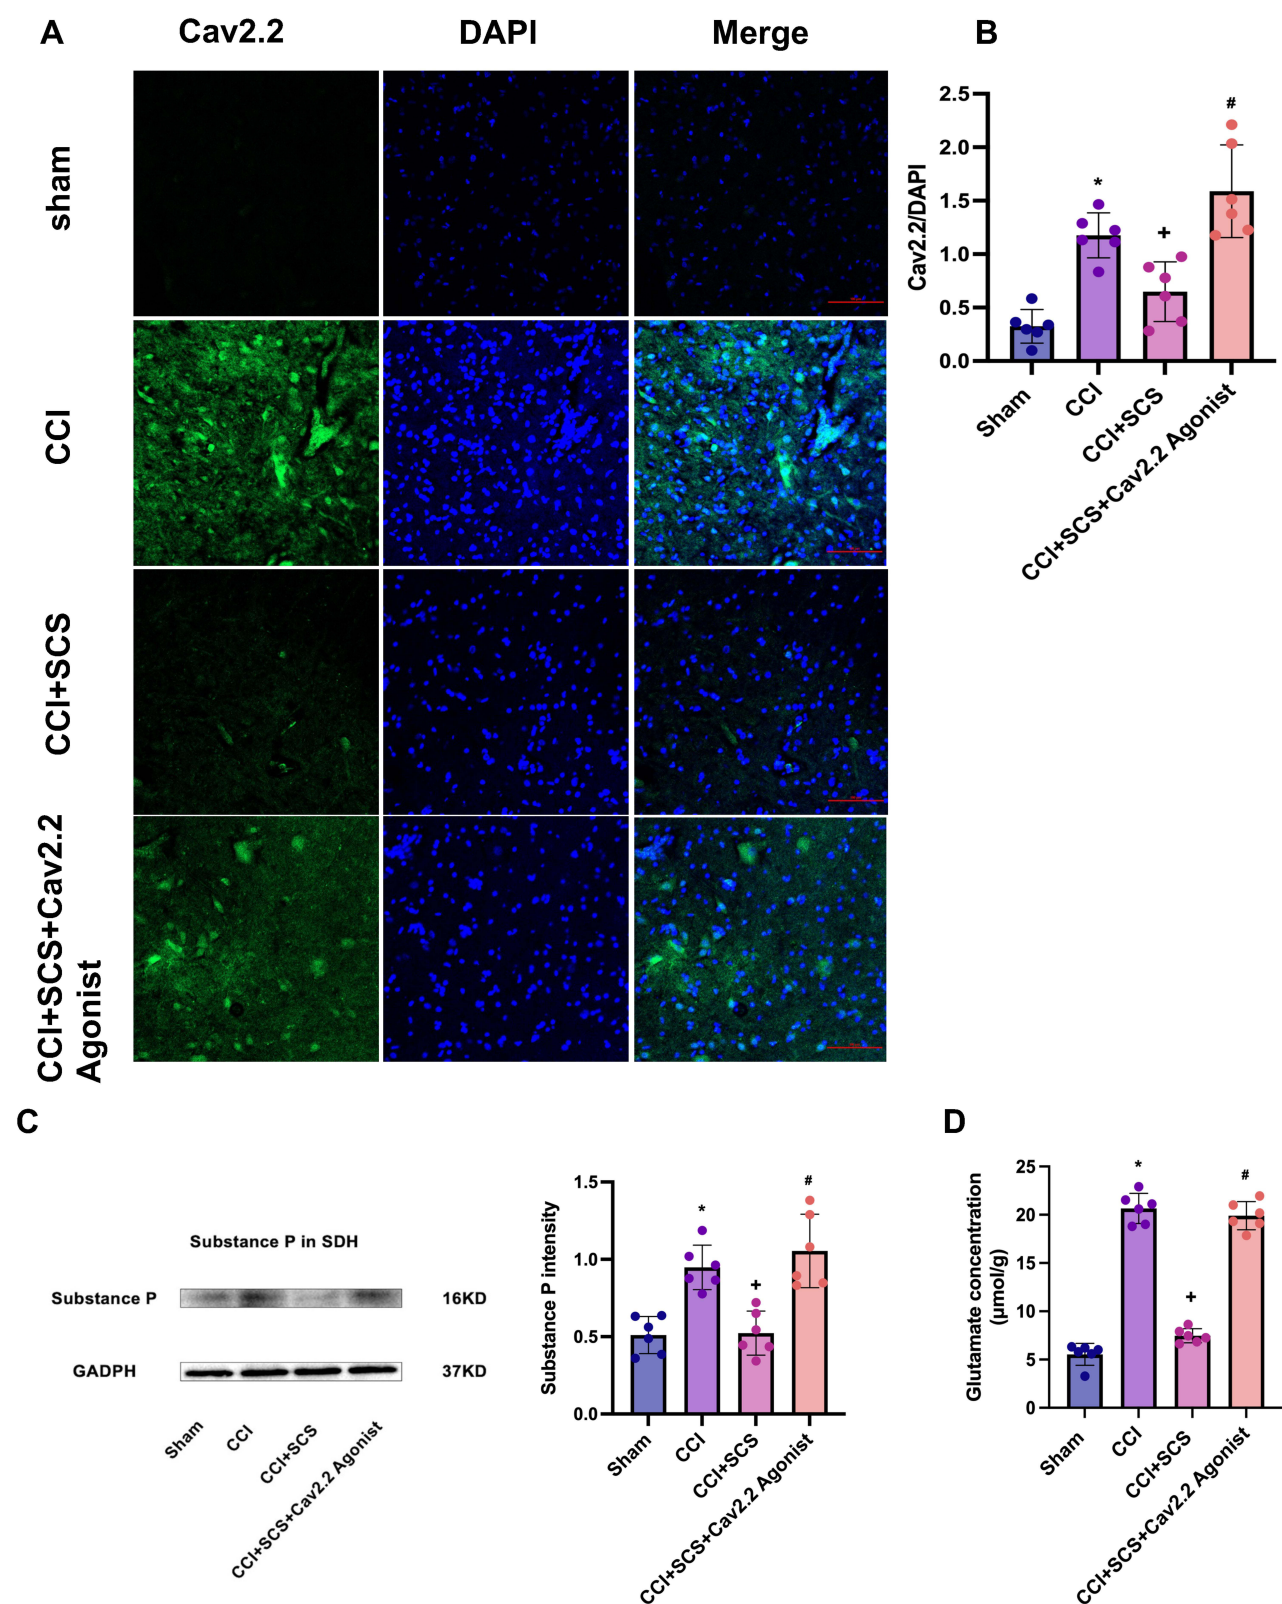 A
Cav2.2
DAPI
Merge
sham
CCI
CCI+SCS
CCI+SCS+Cav2.2
Agonist
B
Cav2.2/DAPI
2.5
2.0
1.5
1.0
0.5
0.0
*
+
#
Sham
CCI
CCI+SCS
CCI+SCS+Cav2.2 Agonist
C
Substance P in SDH
Substance P
16KD
GADPH
37KD
Sham
CCI
CCI+SCS
CCI+SCS+Cav2.2 Agonist
Substance P intensity
1.5
1.0
0.5
0.0
*
+
#
Sham
CCI
CCI+SCS
CCI+SCS+Cav2.2 Agonist
D
Glutamate concentration
(μmol/g)
25
20
15
10
5
0
*
+
#
Sham
CCI
CCI+SCS
CCI+SCS+Cav2.2 Agonist